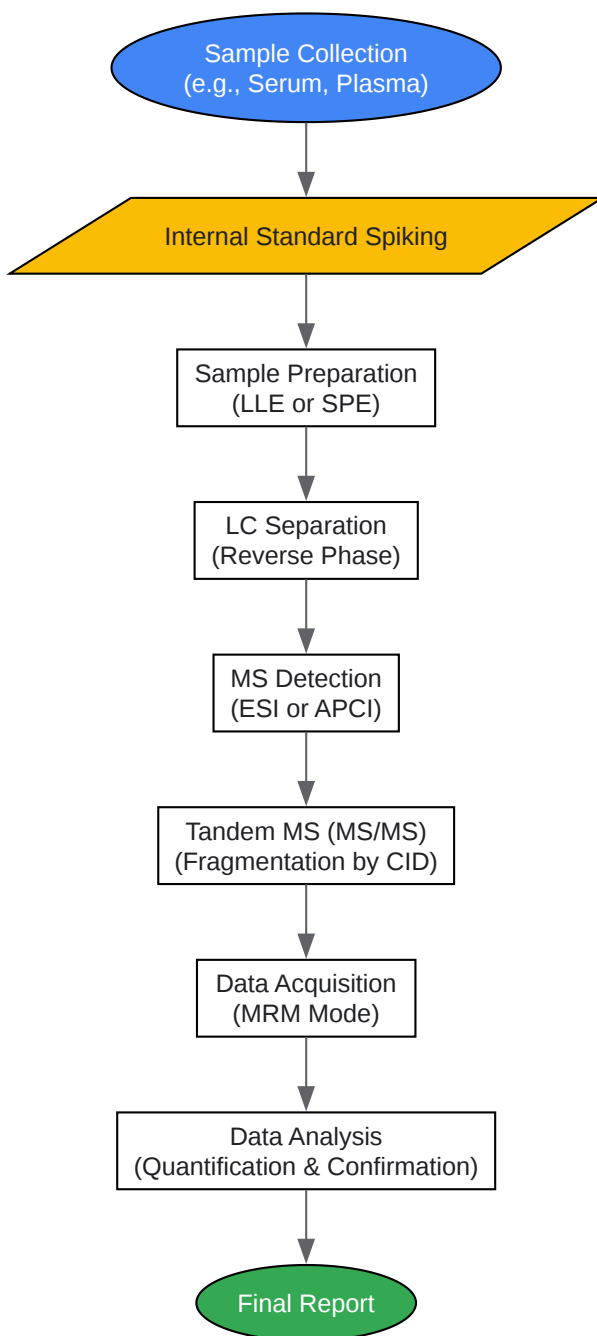 Sample Collection
(e.g., Serum, Plasma)
Internal Standard Spiking
Sample Preparation
(LLE or SPE)
LC Separation
(Reverse Phase)
MS Detection
(ESI or APCI)
Tandem MS (MS/MS)
(Fragmentation by CID)
Data Acquisition
(MRM Mode)
Data Analysis
(Quantification & Confirmation)
Final Report